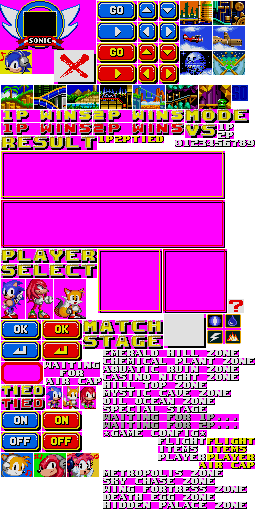 SONIC
GO
GO
1P WINS 2P WINS MODE
1P WINS 2P WINS VS 1P
2P
RESULT 1P2PTIED
0123456789
PLAYER
SELECT
?
OK OK
MATCH
STAGE
WAITING
FOR
AIR CAP
TIED
TIED
ON ON
OFF OFF
EMERALD HILL ZONE
CHEMICAL PLANT ZONE
AQUATIC RUIN ZONE
CASINO NIGHT ZONE
HILL TOP ZONE
MYSTIC CAVE ZONE
OIL OCEAN ZONE
SPECIAL STAGE
WAITING FOR 1P...
WAITING FOR 2P...
*GAME CONFIG*
FLIGHT FLIGHT
ITEMS ITEMS
PLAYER PLAYER
AIR CAP
METROPOLIS ZONE
SKY CHASE ZONE
WING FORTRESS ZONE
DEATH EGG ZONE
HIDDEN PALACE ZONE